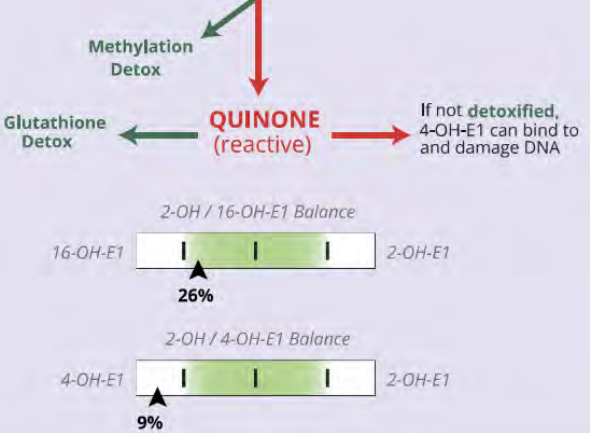 Methylation
Detox
Glutathione
Detox
QUINONE
(reactive)
If not detoxified,
4-OH-E1 can bind to
and damage DNA
2-OH / 16-OH-E1 Balance
16-OH-E1
2-OH-E1
26%
2-OH / 4-OH-E1 Balance
4-OH-E1
2-OH-E1
9%